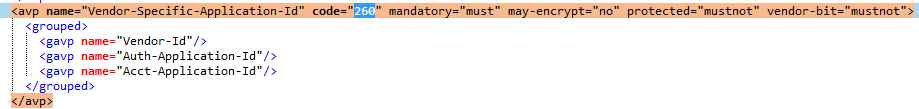 <avp name="Vendor-Specific-Application-Id" code="260" mandatory="must" may-encrypt="no" protected="mustnot" vendor-bit="mustnot">
<grouped>
<gavp name="Vendor-Id"/>
<gavp name="Auth-Application-Id"/>
<gavp name="Acct-Application-Id"/>
</grouped>
</avp>